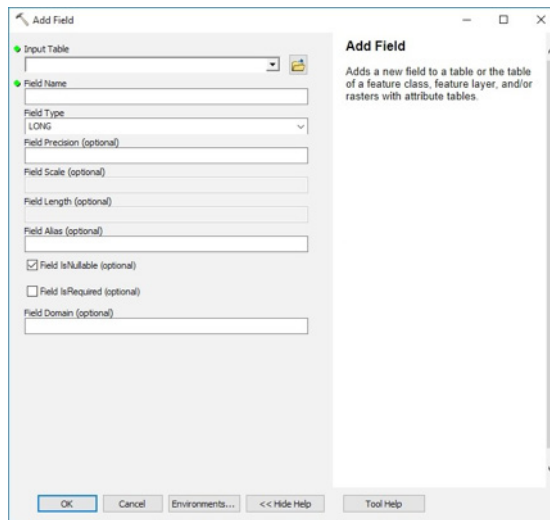 Add Field
Input Table
Field Name
Field Type
LONG
Field Precision (optional)
Field Scale (optional)
Field Length (optional)
Field Alias (optional)
Field IsNullable (optional)
Field IsRequired (optional)
Field Domain (optional)
OK
Cancel
Environments...
<< Hide Help
Add Field
Adds a new field to a table or the table
of a feature class, feature layer, and/or
rasters with attribute tables.
Tool Help